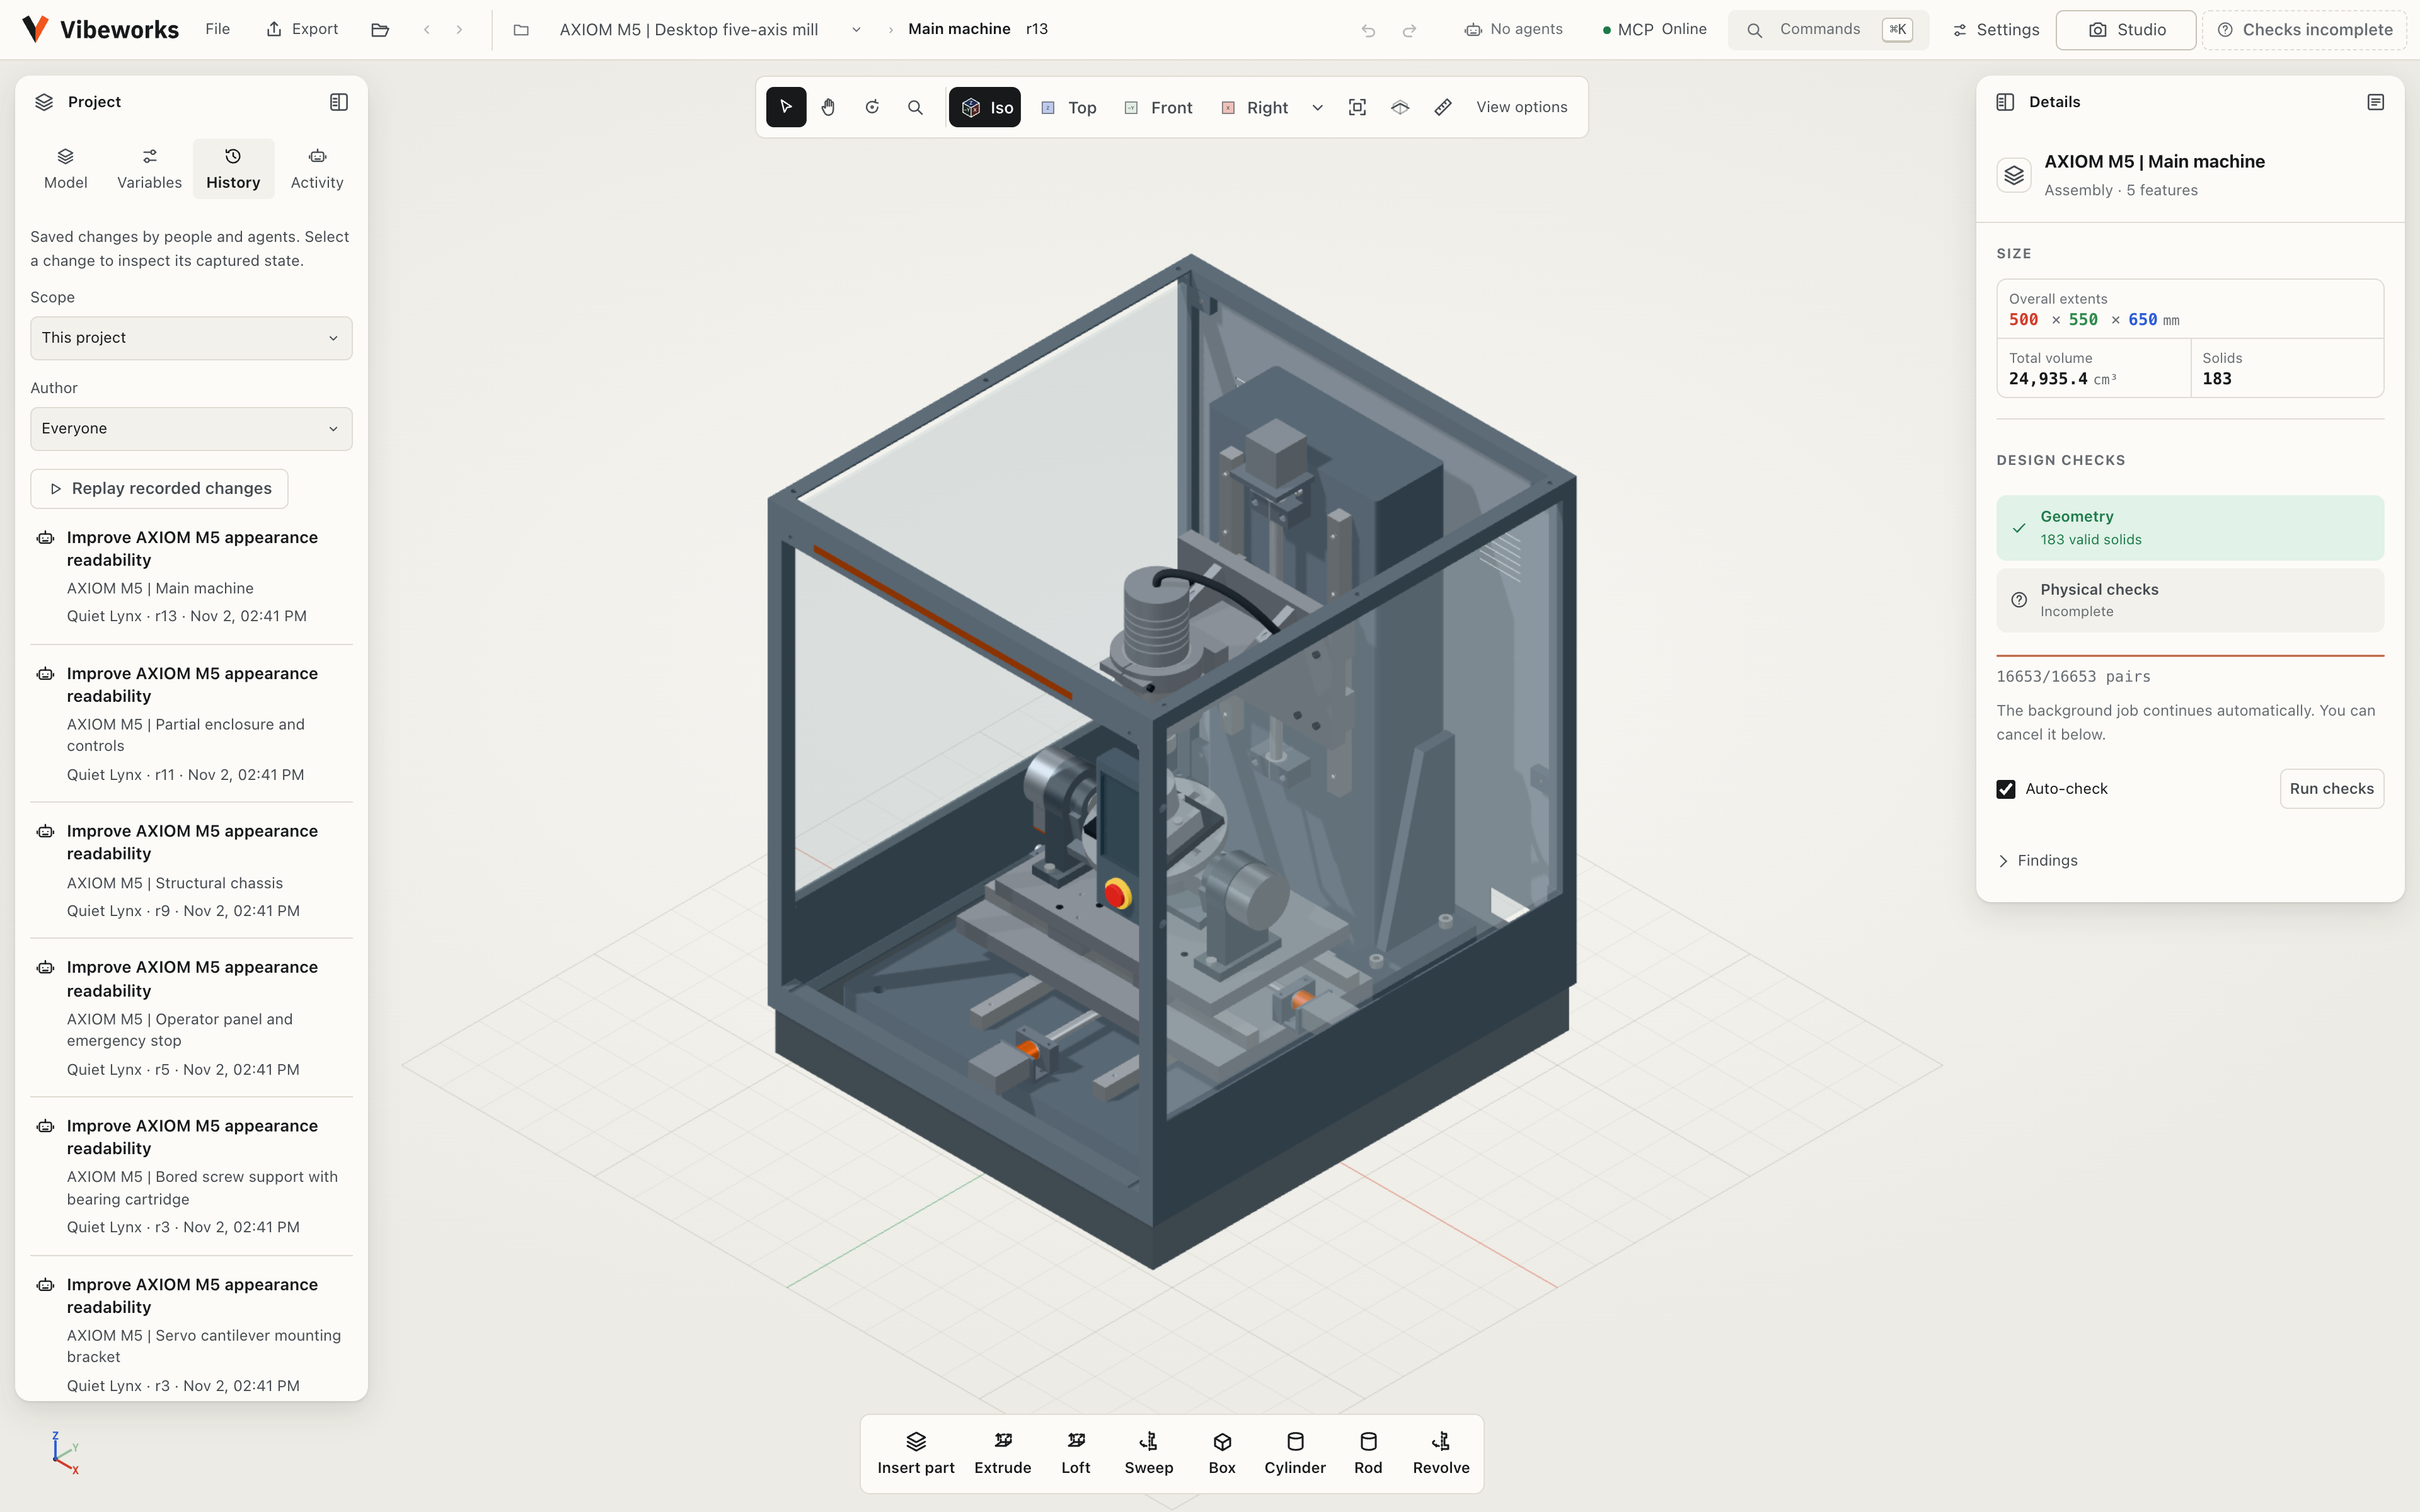 Vibeworks
File
Export
AXIOM M5 | Desktop five-axis mill
Main machine r13
No agents
MCP Online
Commands ⌘K
Settings
Studio
Checks incomplete
Project
Model
Variables
History
Activity
Saved changes by people and agents. Select
a change to inspect its captured state.
Scope
This project
Author
Everyone
Replay recorded changes
Improve AXIOM M5 appearance
readability
AXIOM M5 | Main machine
Quiet Lynx · r13 · Nov 2, 02:41 PM
Improve AXIOM M5 appearance
readability
AXIOM M5 | Partial enclosure and
controls
Quiet Lynx · r11 · Nov 2, 02:41 PM
Improve AXIOM M5 appearance
readability
AXIOM M5 | Structural chassis
Quiet Lynx · r9 · Nov 2, 02:41 PM
Improve AXIOM M5 appearance
readability
AXIOM M5 | Operator panel and
emergency stop
Quiet Lynx · r5 · Nov 2, 02:41 PM
Improve AXIOM M5 appearance
readability
AXIOM M5 | Bored screw support with
bearing cartridge
Quiet Lynx · r3 · Nov 2, 02:41 PM
Improve AXIOM M5 appearance
readability
AXIOM M5 | Servo cantilever mounting
bracket
Quiet Lynx · r3 · Nov 2, 02:41 PM
Iso
Top
Front
Right
View options
Z
Y
X
Insert part
Extrude
Loft
Sweep
Box
Cylinder
Rod
Revolve
Details
AXIOM M5 | Main machine
Assembly · 5 features
SIZE
Overall extents
500 × 550 × 650 mm
Total volume
24,935.4 cm³
Solids
183
DESIGN CHECKS
Geometry
183 valid solids
Physical checks
Incomplete
16653/16653 pairs
The background job continues automatically. You can
cancel it below.
Auto-check
Run checks
Findings